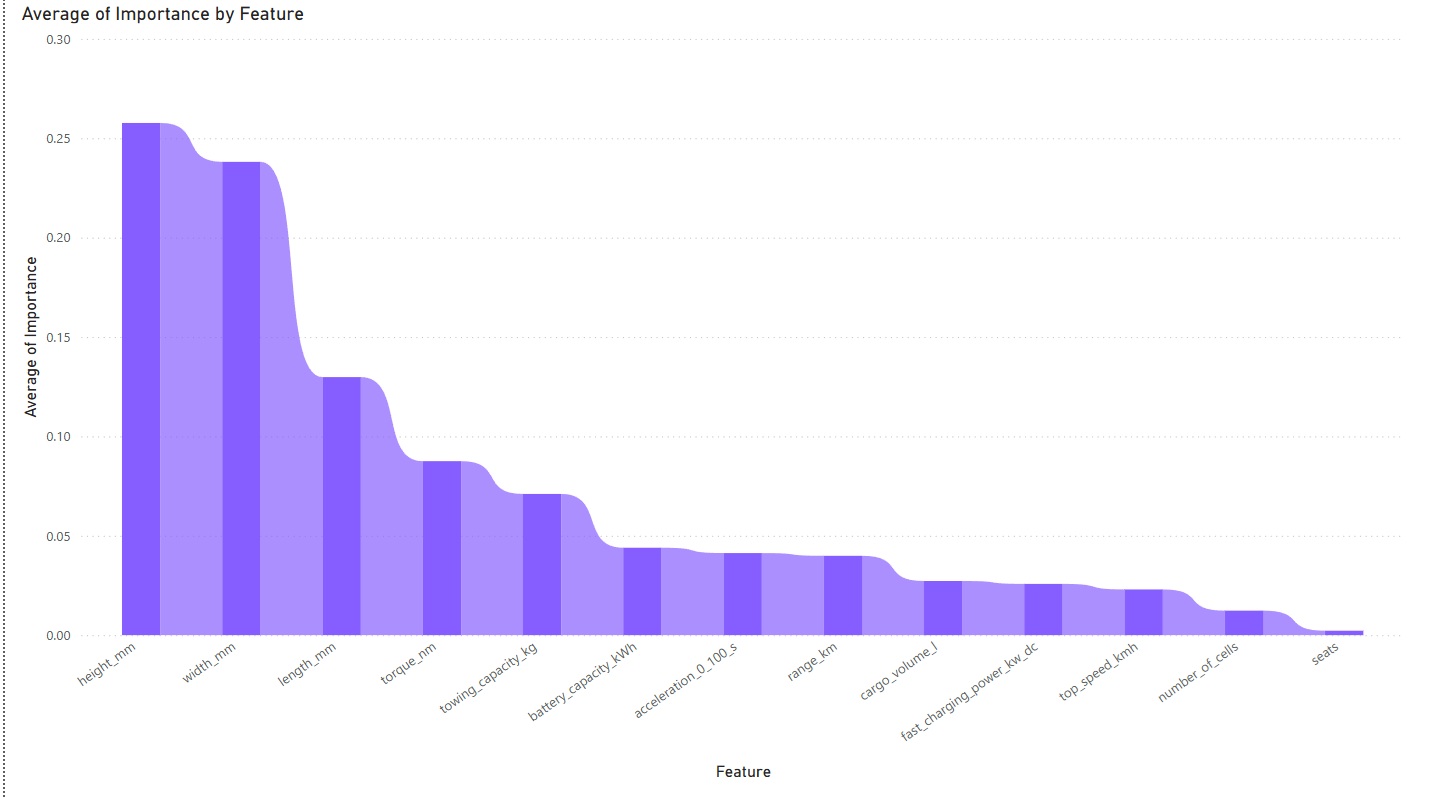 Average of Importance by Feature
0.30
0.25
0.20
0.15
0.10
0.05
0.00
Average of Importance
height_mm
width_mm
length_mm
torque_nm
towing_capacity_kg
battery_capacity_kWh
acceleration_0_100_s
range_km
cargo_volume_l
fast_charging_power_kw_dc
top_speed_kmh
number_of_cells
seats
Feature